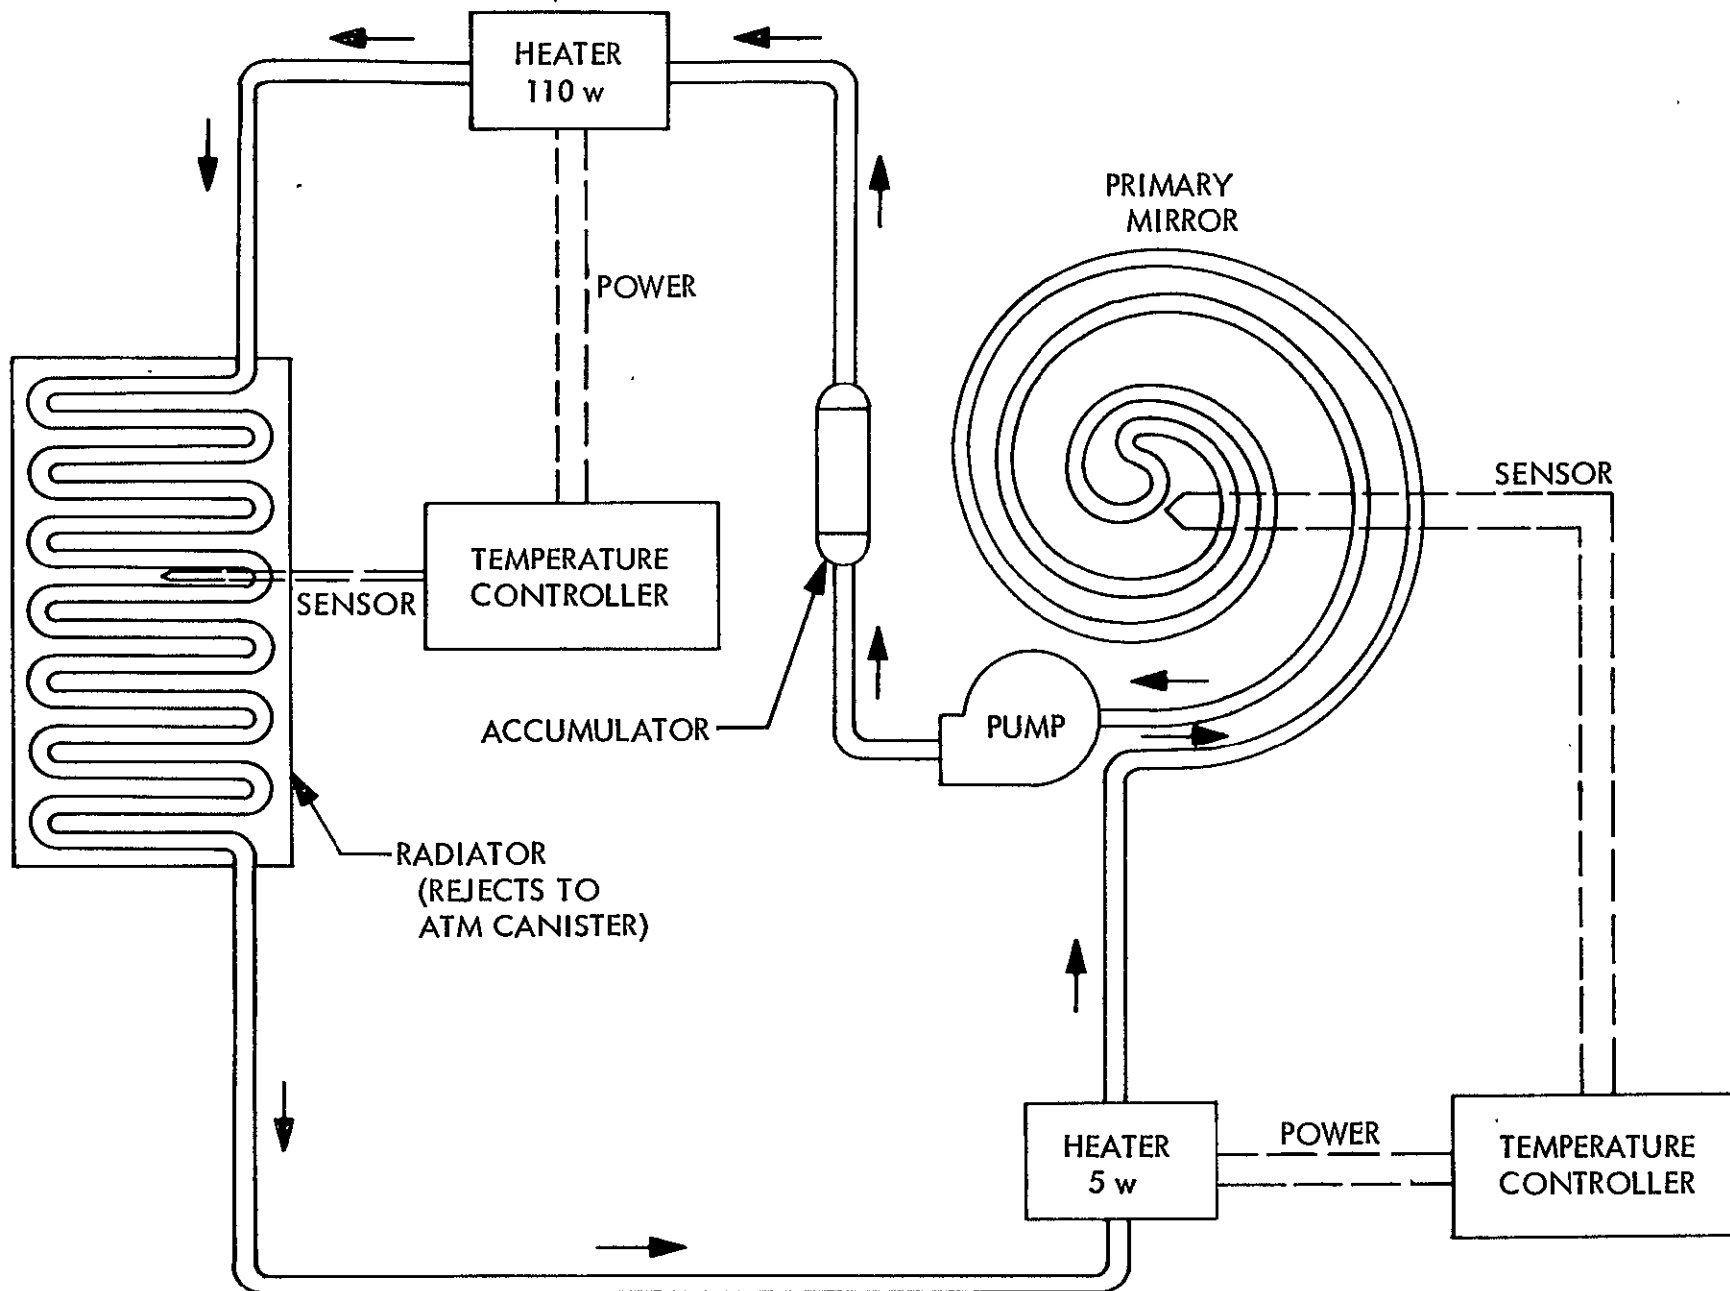 HEATER
110 w
PRIMARY
MIRROR
POWER
SENSOR
TEMPERATURE
CONTROLLER
SENSOR
ACCUMULATOR
PUMP
RADIATOR
(REJECTS TO
ATM CANISTER)
HEATER
5 w
POWER
TEMPERATURE
CONTROLLER